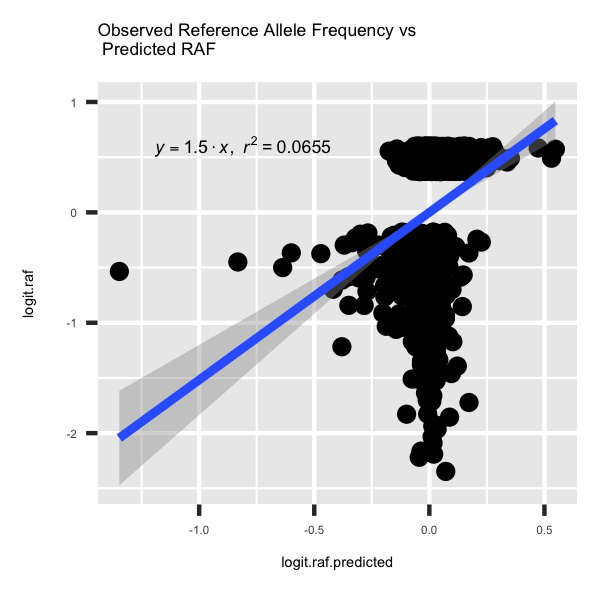 Observed Reference Allele Frequency vs
Predicted RAF
y = 1.5 · x, r² = 0.0655
1
0
-1
-2
logit.raf
-1.0 -0.5 0.0 0.5
logit.raf.predicted